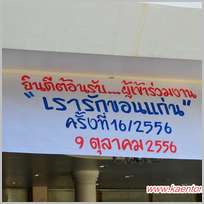 ยินดีต้อนรับ....ผู้เข้าร่วมงาน
"เรารักขอนแก่น"
ครั้งที่ 16/2556
9 ตุลาคม 2556
www.kaentor